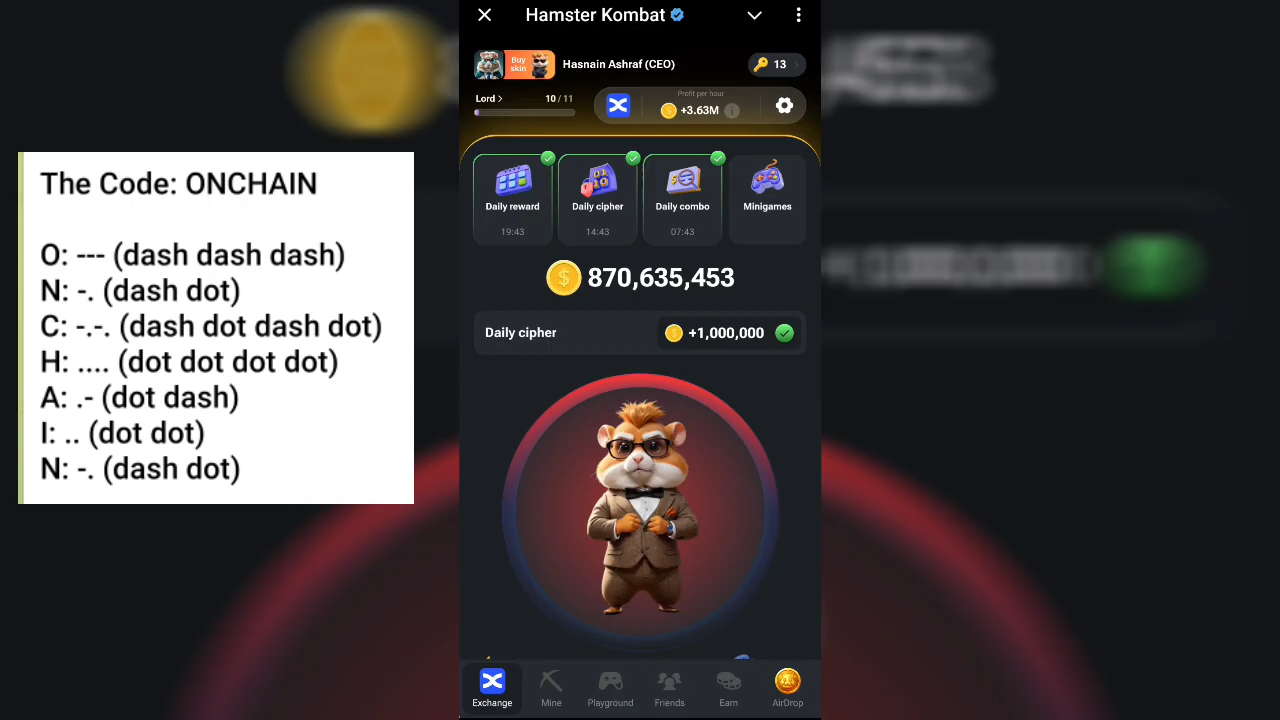 The Code: ONCHAIN
O: --- (dash dash dash)
N: -. (dash dot)
C: -.-. (dash dot dash dot)
H: .... (dot dot dot dot)
A: .- (dot dash)
I: .. (dot dot)
N: -. (dash dot)
Hamster Kombat
Buy skin
Hasnain Ashraf (CEO)
13
Lord > 10 / 11
Profit per hour
+3.63M
Daily reward
19:43
Daily cipher
14:43
Daily combo
07:43
Minigames
870,635,453
Daily cipher +1,000,000
Exchange
Mine
Playground
Friends
Earn
AirDrop